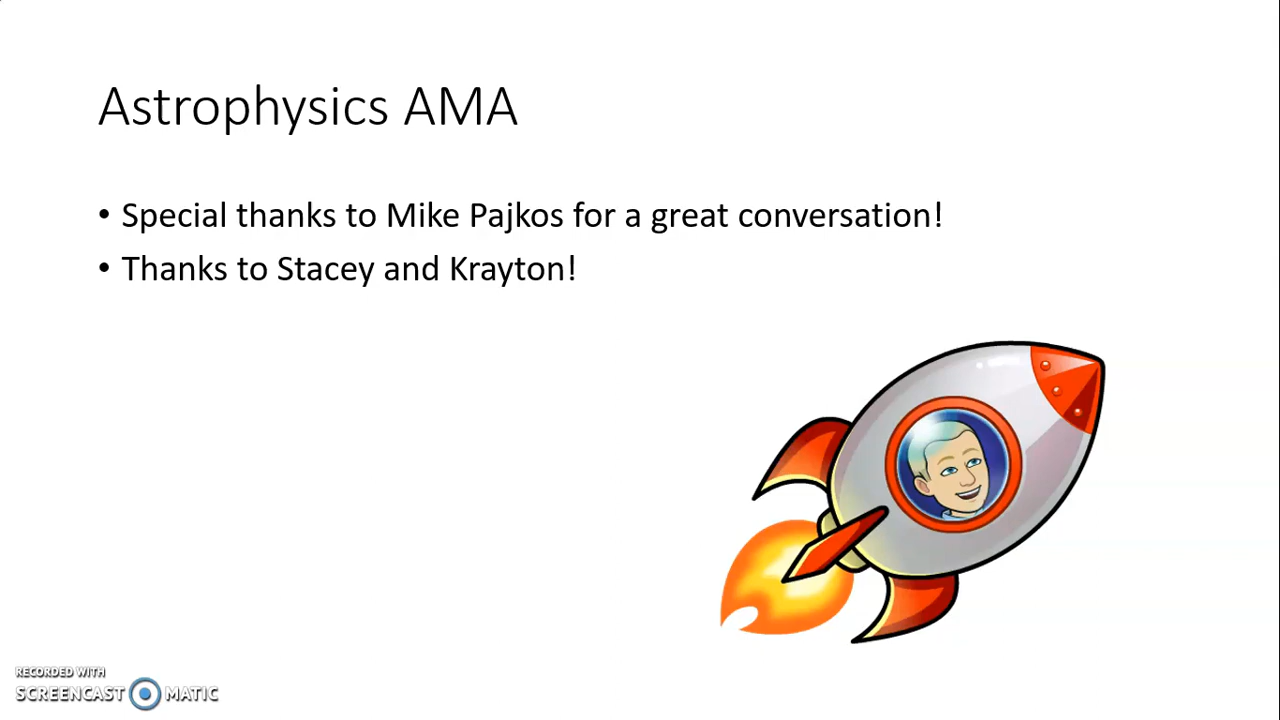 Astrophysics AMA
• Special thanks to Mike Pajkos for a great conversation!
• Thanks to Stacey and Krayton!
RECORDED WITH
SCREENCAST MATIC